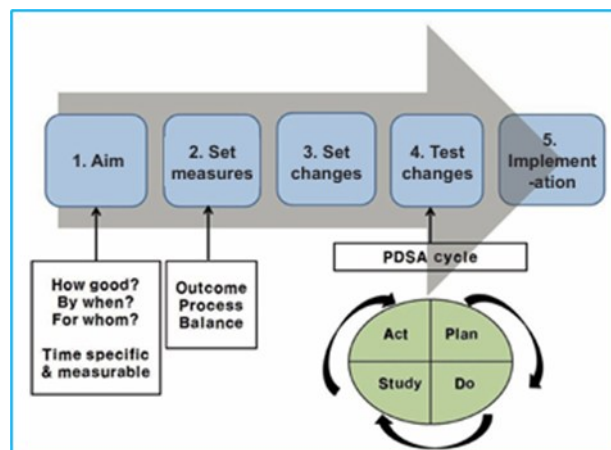 1. Aim
2. Set
measures
3. Set
changes
4. Test
changes
5.
Implement
-ation
How good?
By when?
For whom?
Time specific
& measurable
Outcome
Process
Balance
PDSA cycle
Act
Plan
Study
Do